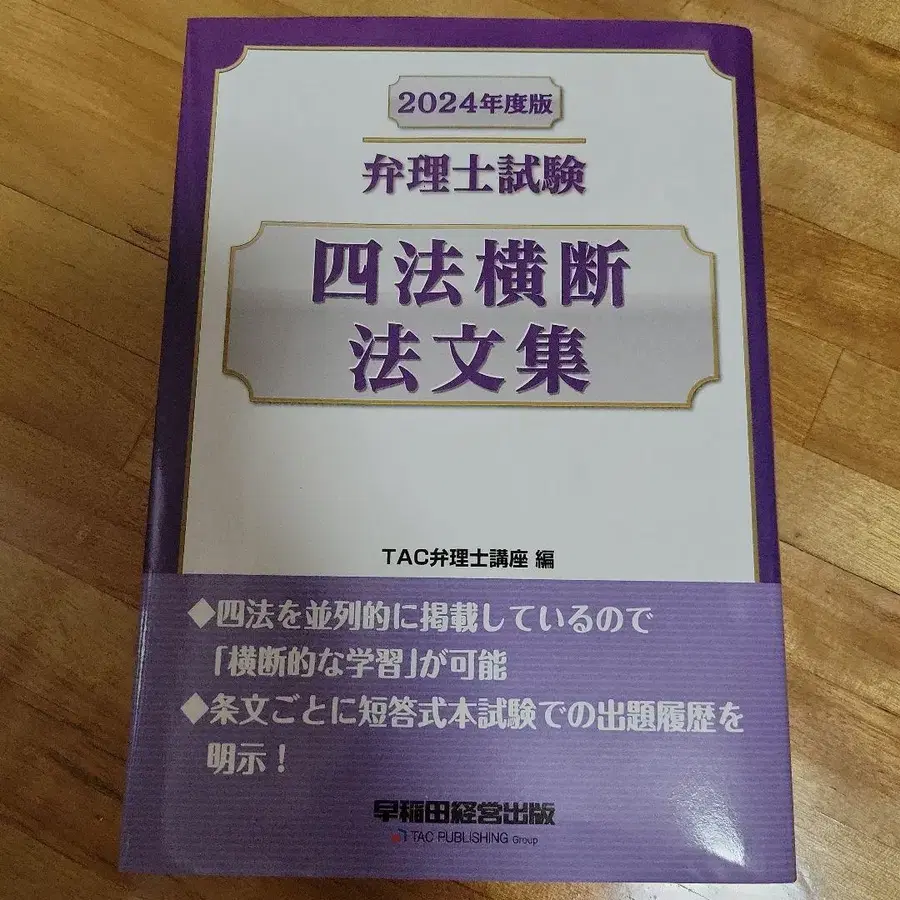 2024年度版
弁理士試験
四法横断
法文集
TAC弁理士講座 編
◆四法を並列的に掲載しているので
「横断的な学習」が可能
◆条文ごとに短答式本試験での出題履歴を
明示!
早稲田経営出版
TAC PUBLISHING Group